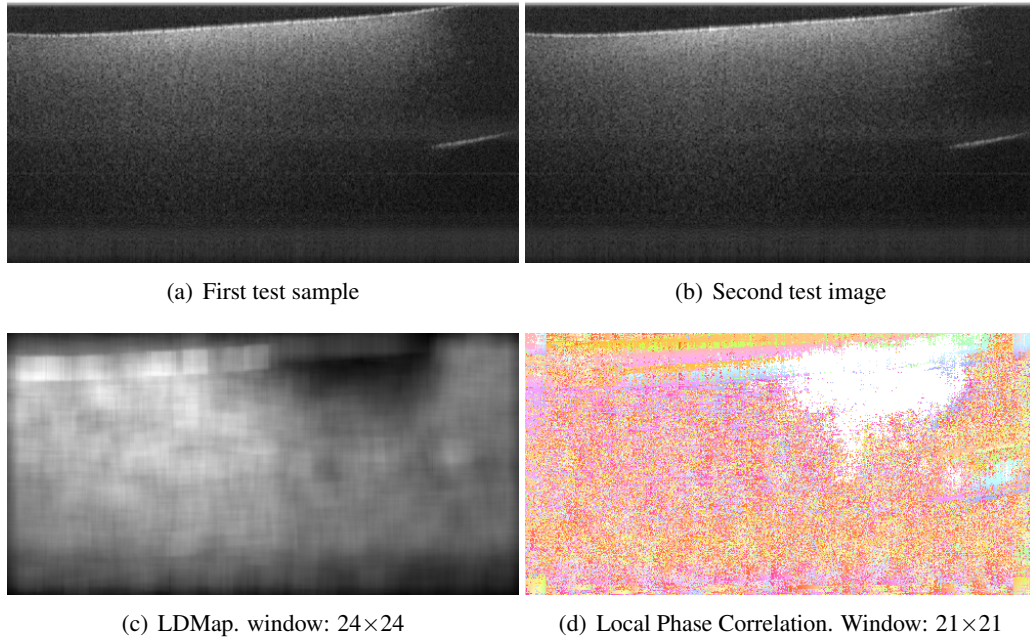 (a) First test sample
(b) Second test image
(c) LDMap. window: 24×24
(d) Local Phase Correlation. Window: 21×21